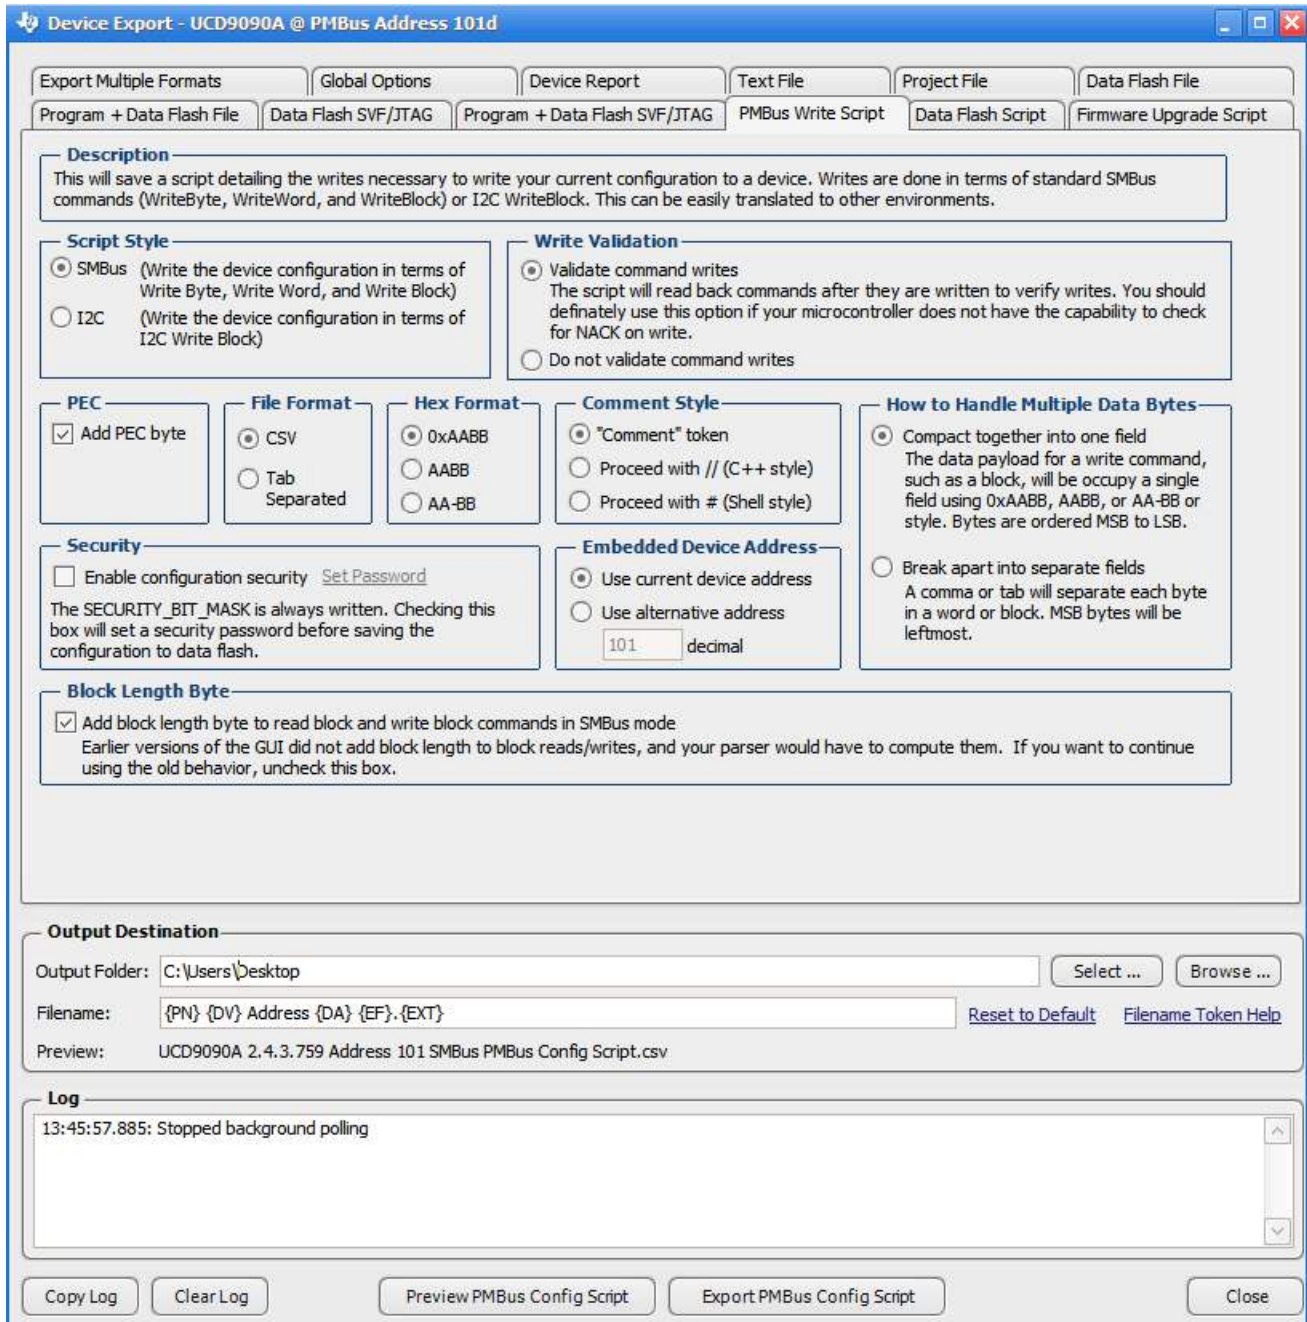 Device Export - UCD9090A @ PMBus Address 101d
Export Multiple Formats
Global Options
Device Report
Text File
Project File
Data Flash File
Program + Data Flash File
Data Flash SVF/JTAG
Program + Data Flash SVF/JTAG
PMBus Write Script
Data Flash Script
Firmware Upgrade Script
Description
This will save a script detailing the writes necessary to write your current configuration to a device. Writes are done in terms of standard SMBus
commands (WriteByte, WriteWord, and WriteBlock) or I2C WriteBlock. This can be easily translated to other environments.
Script Style
SMBus (Write the device configuration in terms of
Write Byte, Write Word, and Write Block)
I2C (Write the device configuration in terms of
I2C Write Block)
Write Validation
Validate command writes
The script will read back commands after they are written to verify writes. You should
definately use this option if your microcontroller does not have the capability to check
for NACK on write.
Do not validate command writes
PEC
Add PEC byte
File Format
CSV
Tab
Separated
Hex Format
0xAABB
AABB
AA-BB
Comment Style
"Comment" token
Proceed with // (C++ style)
Proceed with # (Shell style)
How to Handle Multiple Data Bytes
Compact together into one field
The data payload for a write command,
such as a block, will be occupy a single
field using 0xAABB, AABB, or AA-BB or
style. Bytes are ordered MSB to LSB.
Break apart into separate fields
A comma or tab will separate each byte
in a word or block. MSB bytes will be
leftmost.
Security
Enable configuration security Set Password
The SECURITY_BIT_MASK is always written. Checking this
box will set a security password before saving the
configuration to data flash.
Embedded Device Address
Use current device address
Use alternative address
101 decimal
Block Length Byte
Add block length byte to read block and write block commands in SMBus mode
Earlier versions of the GUI did not add block length to block reads/writes, and your parser would have to compute them. If you want to continue
using the old behavior, uncheck this box.
Output Destination
Output Folder: C:\Users\Desktop Select ... Browse ...
Filename: {PN} {DV} Address {DA} {EF}.{EXT} Reset to Default Filename Token Help
Preview: UCD9090A 2.4.3.759 Address 101 SMBus PMBus Config Script.csv
Log
13:45:57.885: Stopped background polling
Copy Log
Clear Log
Preview PMBus Config Script
Export PMBus Config Script
Close